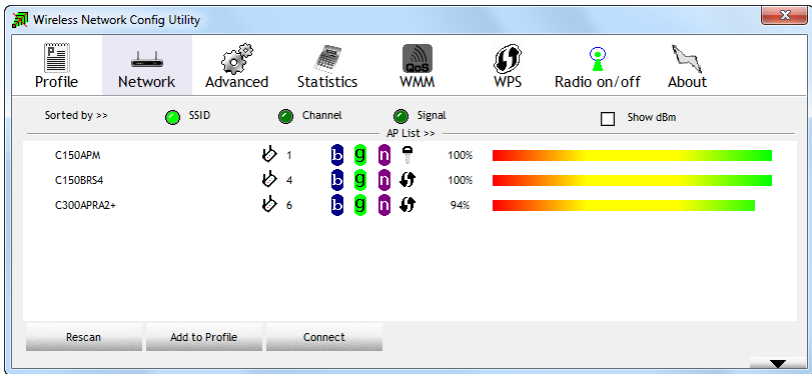 Wireless Network Config Utility
Profile Network Advanced Statistics QoS WMM WPS Radio on/off About
Sorted by >> SSID Channel Signal Show dBm
AP List >>
C150APM 1 b g n 100%
C150BRS4 4 b g n 100%
C300APRA2+ 6 b g n 94%
Rescan Add to Profile Connect